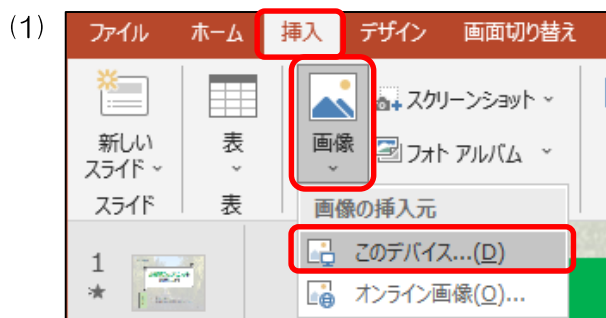 (1)
ファイル ホーム 挿入 デザイン 画面切り替え
新しい
スライド
表
画像
スクリーンショット
フォト アルバム
スライド
表
画像の挿入元
このデバイス...(D)
オンライン画像(O)...
1